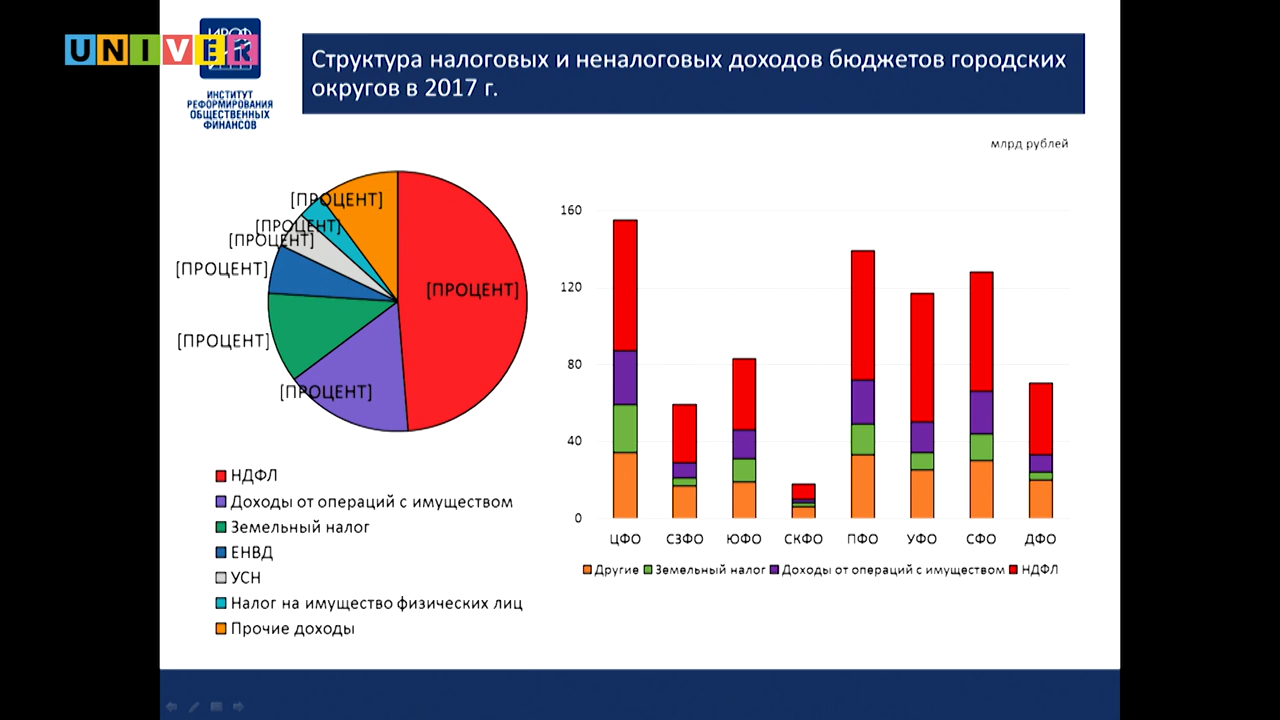 UNIVER
ИНСТИТУТ
РЕФОРМИРОВАНИЯ
ОБЩЕСТВЕННЫХ
ФИНАНСОВ
Структура налоговых и неналоговых доходов бюджетов городских
округов в 2017 г.
млрд рублей
[ПРОЦЕНТ]
[ПРОЦЕНТ]
[ПРОЦЕНТ]
[ПРОЦЕНТ]
[ПРОЦЕНТ]
[ПРОЦЕНТ]
[ПРОЦЕНТ]
НДФЛ
Доходы от операций с имуществом
Земельный налог
ЕНВД
УСН
Налог на имущество физических лиц
Прочие доходы
160
120
80
40
0
ЦФО СЗФО ЮФО СКФО ПФО УФО СФО ДФО
Другие Земельный налог Доходы от операций с имуществом НДФЛ